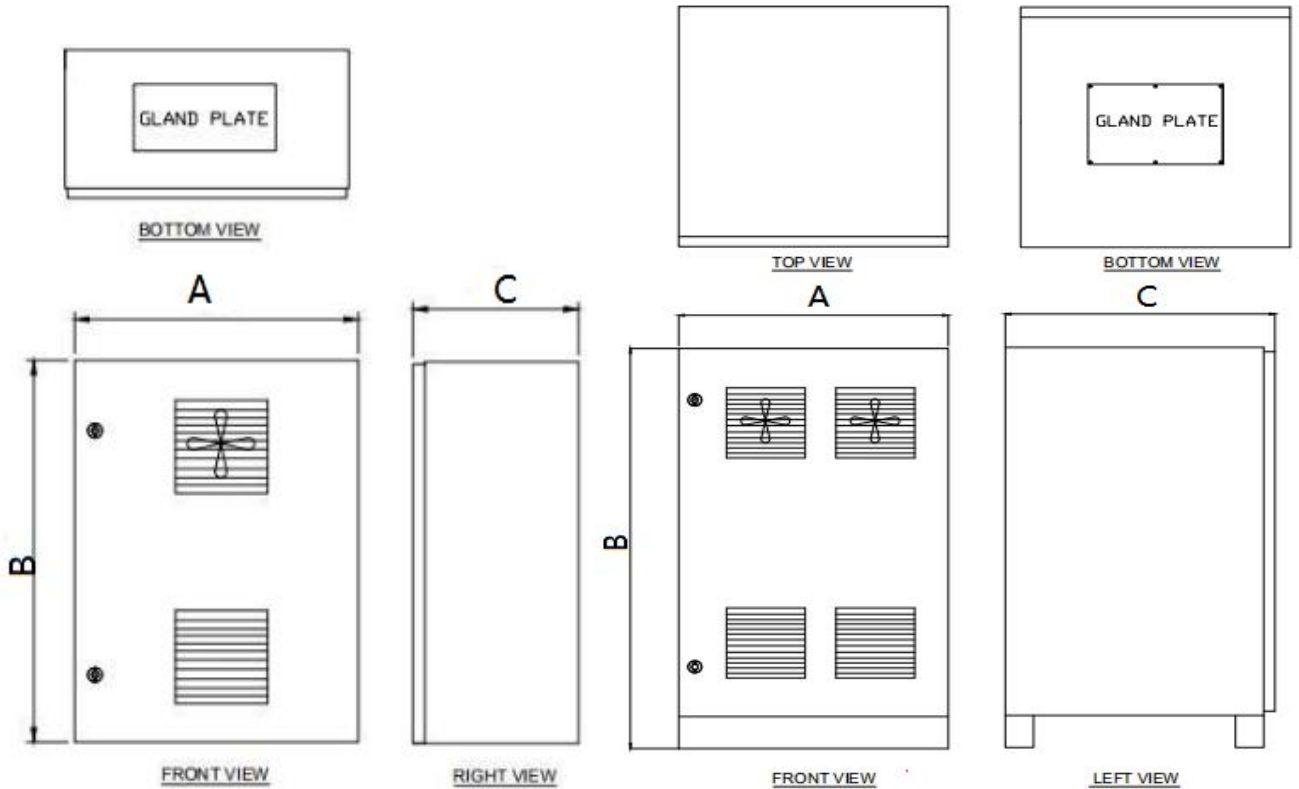 GLAND PLATE
BOTTOM VIEW
A
C
B
FRONT VIEW
RIGHT VIEW
TOP VIEW
GLAND PLATE
BOTTOM VIEW
A
C
B
FRONT VIEW
LEFT VIEW